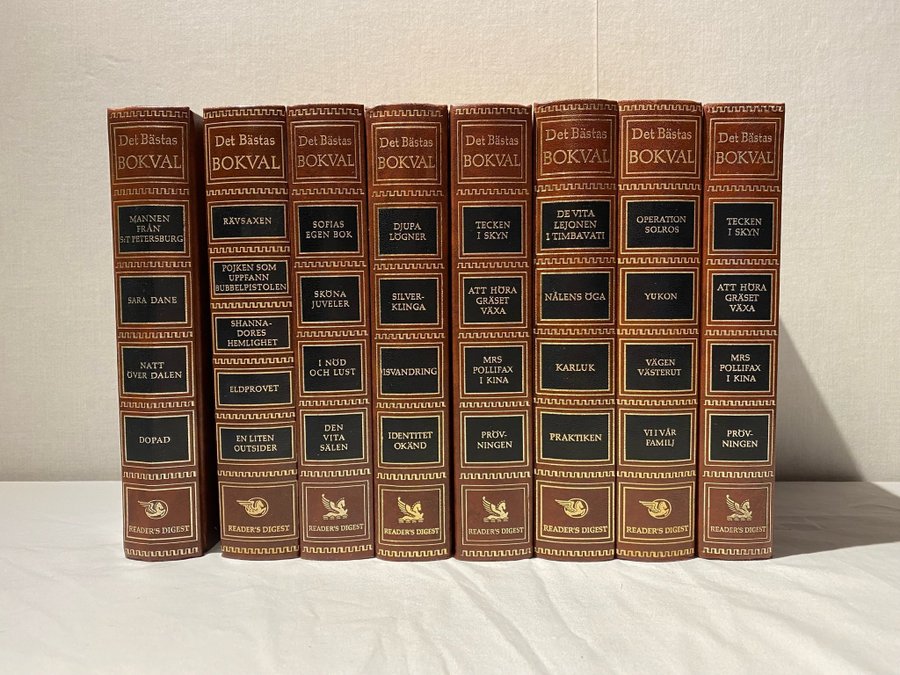 Det Bästas
BOKVAL
MANNEN
FRÅN
S:T PETERSBURG
SARA DANE
NATT
ÖVER DALEN
DOPAD
READER'S DIGEST
Det Bästas
BOKVAL
RÄVSAXEN
POJKEN SOM
UPPFANN
BUBBELPISTOLEN
SHANNA-
DORES
HEMLIGHET
ELDPROVET
EN LITEN
OUTSIDER
READER'S DIGEST
Det Bästas
BOKVAL
SOFIAS
EGEN BOK
SKÖNA
JUVELER
I NÖD
OCH LUST
DEN
VITA
SÄLEN
READER'S DIGEST
Det Bästas
BOKVAL
DJUPA
LÖGNER
SILVER-
KLINGA
ISVANDRING
IDENTITET
OKÄND
READER'S DIGEST
Det Bästas
BOKVAL
TECKEN
I SKYN
ATT HÖRA
GRÄSET
VÄXA
MRS
POLLIFAX
I KINA
PRÖV-
NINGEN
READER'S DIGEST
Det Bästas
BOKVAL
DE VITA
LEJONEN
I TIMBAVATI
NÅLENS ÖGA
KARLUK
PRAKTIKEN
READER'S DIGEST
Det Bästas
BOKVAL
OPERATION
SOLROS
YUKON
VÄGEN
VÄSTERUT
VI I VÅR
FAMILJ
READER'S DIGEST
Det Bästas
BOKVAL
TECKEN
I SKYN
ATT HÖRA
GRÄSET
VÄXA
MRS
POLLIFAX
I KINA
PRÖV-
NINGEN
READER'S DIGEST